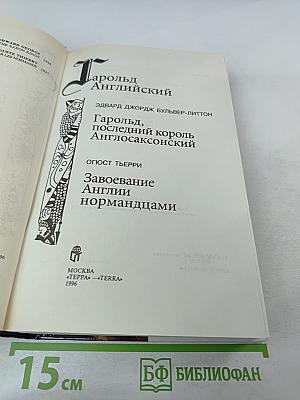 Гарольд
Английский
ЭДВАРД ДЖОРДЖ БУЛЬВЕР-ЛИТТОН
Гарольд,
последний король
Англосаксонский
ОГЮСТ ТЬЕРРИ
Завоевание
Англии
нормандцами
МОСКВА
«ТЕРРА» —«TERRA»
1996
15 см
БФ БИБЛИОФАН